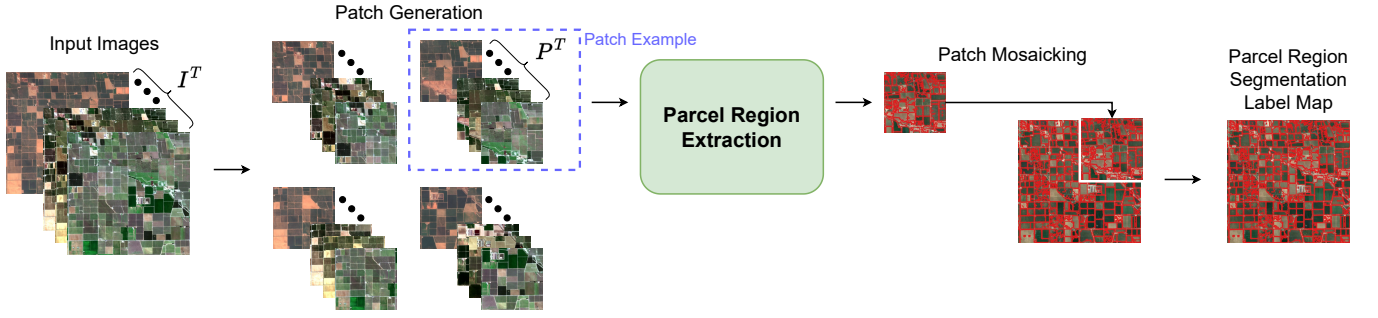 Input Images
I^T
Patch Generation
P^T
Patch Example
Parcel Region
Extraction
Patch Mosaicking
Parcel Region
Segmentation
Label Map